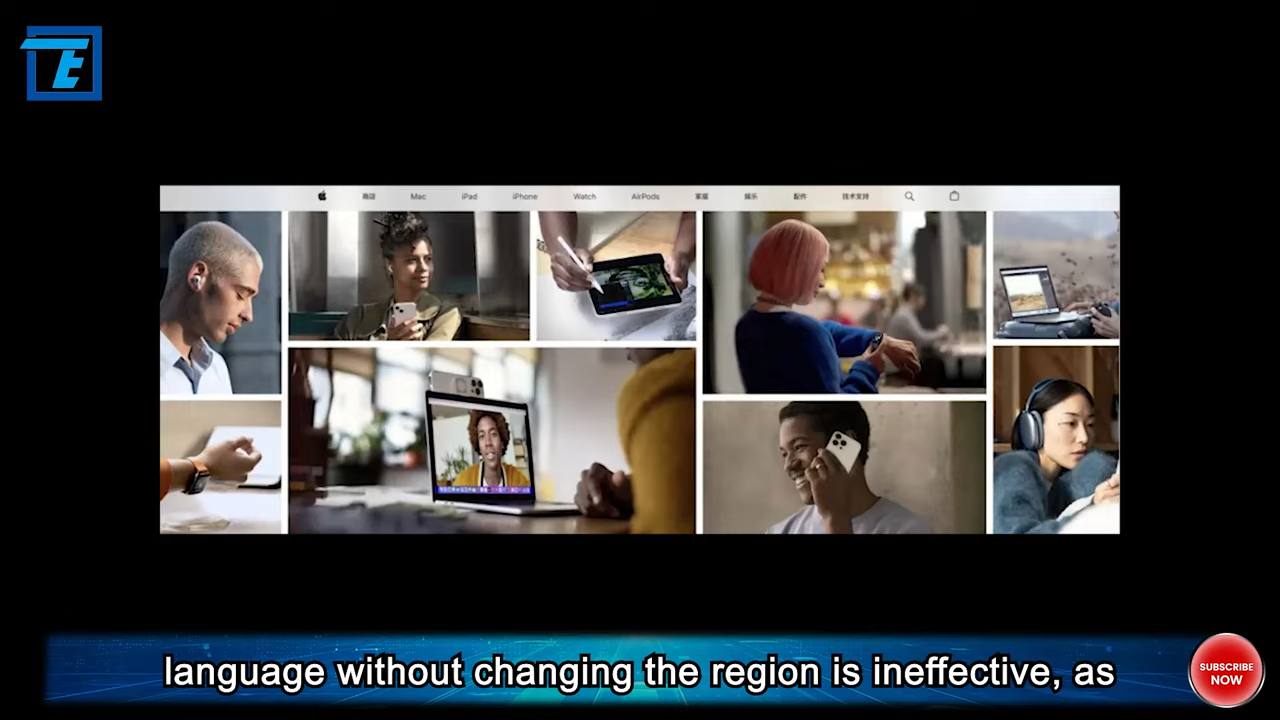 TE
商店 Mac iPad iPhone Watch AirPods 家居 娱乐 配件 技术支持
language without changing the region is ineffective, as
SUBSCRIBE
NOW